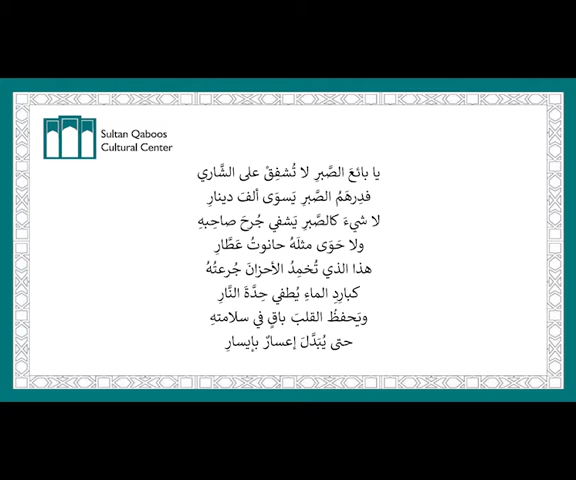 Sultan Qaboos
Cultural Center
يا بائعَ الصَّبرِ لا تُشفِقْ على الشَّاري
فدِرهَمُ الصَّبرِ يَسوَى ألفَ دينارِ
لا شيءَ كالصَّبرِ يَشفي جُرحَ صاحِبهِ
ولا حَوَى مثلَهُ حانوتُ عَطَّارِ
هذا الذي تُخمِدُ الأحزانَ جُرعتُهُ
كبارِدِ الماءِ يُطفي حِدَّةَ النَّارِ
ويَحفظُ القلبَ باقٍ في سلامتهِ
حتى يُبَدَّلَ إعسارٌ بإيسارِ